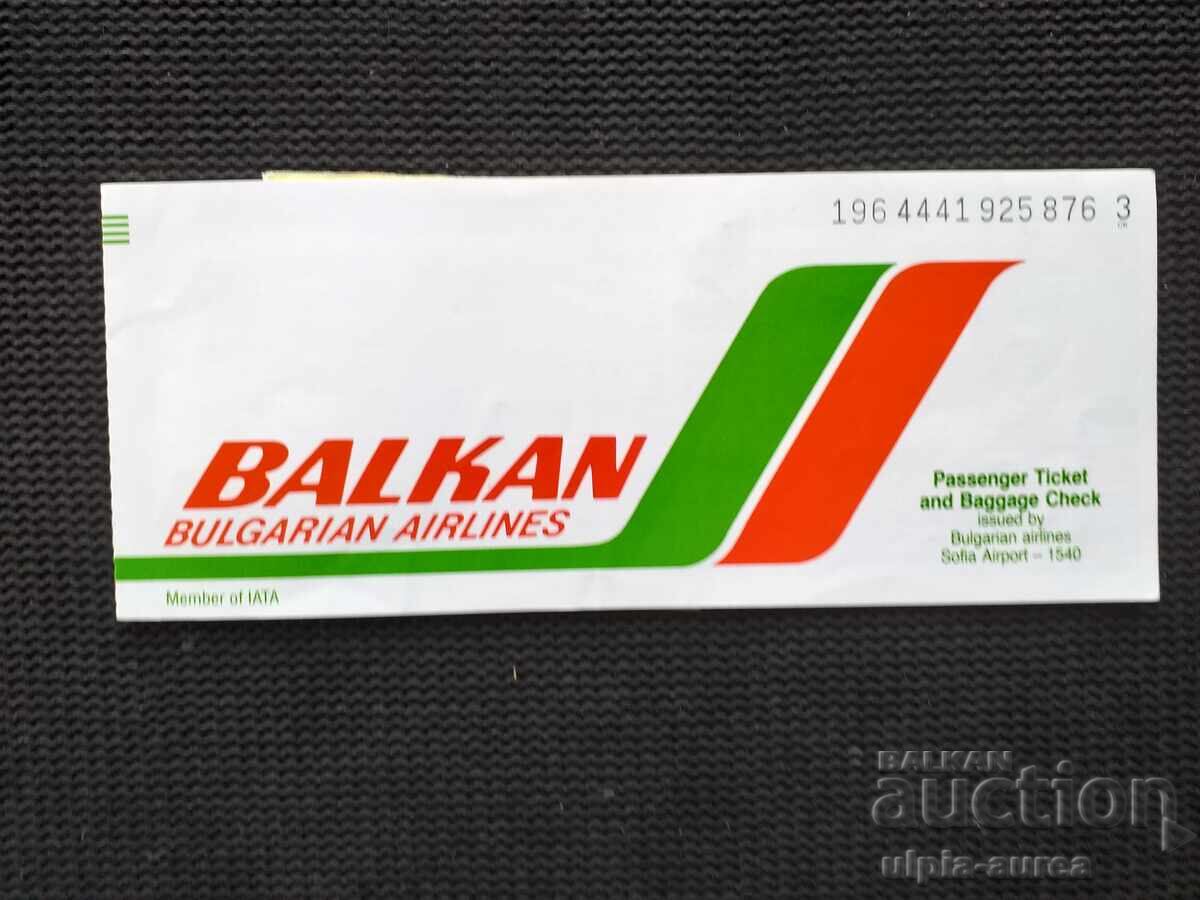 196 4441 925 876 3
BALKAN
BULGARIAN AIRLINES
Member of IATA
Passenger Ticket
and Baggage Check
issued by
Bulgarian airlines
Sofia Airport – 1540
BALKAN
auction
ulpia-aurea